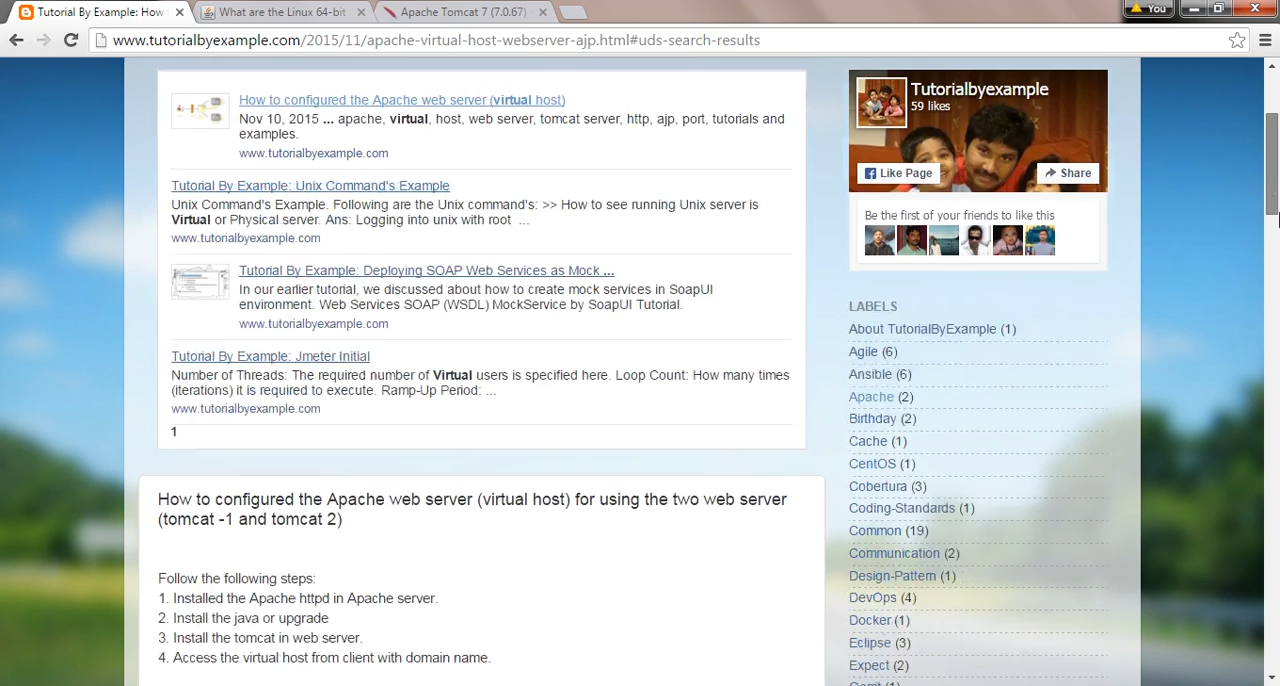 Tutorial By Example: How
What are the Linux 64-bit
Apache Tomcat 7 (7.0.67)
You
www.tutorialbyexample.com/2015/11/apache-virtual-host-webserver-ajp.html#uds-search-results
How to configured the Apache web server (virtual host)
Nov 10, 2015 ... apache, virtual, host, web server, tomcat server, http, ajp, port, tutorials and
examples.
www.tutorialbyexample.com
Tutorial By Example: Unix Command's Example
Unix Command's Example. Following are the Unix command's: >> How to see running Unix server is
Virtual or Physical server. Ans: Logging into unix with root ...
www.tutorialbyexample.com
Tutorial By Example: Deploying SOAP Web Services as Mock ...
In our earlier tutorial, we discussed about how to create mock services in SoapUI
environment. Web Services SOAP (WSDL) MockService by SoapUI Tutorial.
www.tutorialbyexample.com
Tutorial By Example: Jmeter Initial
Number of Threads: The required number of Virtual users is specified here. Loop Count: How many times
(iterations) it is required to execute. Ramp-Up Period: ...
www.tutorialbyexample.com
1
How to configured the Apache web server (virtual host) for using the two web server
(tomcat -1 and tomcat 2)
Follow the following steps:
1. Installed the Apache httpd in Apache server.
2. Install the java or upgrade
3. Install the tomcat in web server.
4. Access the virtual host from client with domain name.
Tutorialbyexample
59 likes
Like Page
Share
Be the first of your friends to like this
LABELS
About TutorialByExample (1)
Agile (6)
Ansible (6)
Apache (2)
Birthday (2)
Cache (1)
CentOS (1)
Cobertura (3)
Coding-Standards (1)
Common (19)
Communication (2)
Design-Pattern (1)
DevOps (4)
Docker (1)
Eclipse (3)
Expect (2)